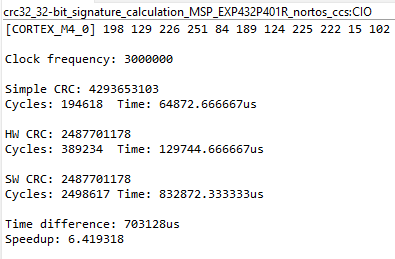 crc32_32-bit_signature_calculation_MSP_EXP432P401R_nortos_ccs:CIO
[CORTEX_M4_0] 198 129 226 251 84 189 124 225 222 15 102
Clock frequency: 3000000
Simple CRC: 4293653103
Cycles: 194618  Time: 64872.666667us
HW CRC: 2487701178
Cycles: 389234  Time: 129744.666667us
SW CRC: 2487701178
Cycles: 2498617 Time: 832872.333333us
Time difference: 703128us
Speedup: 6.419318